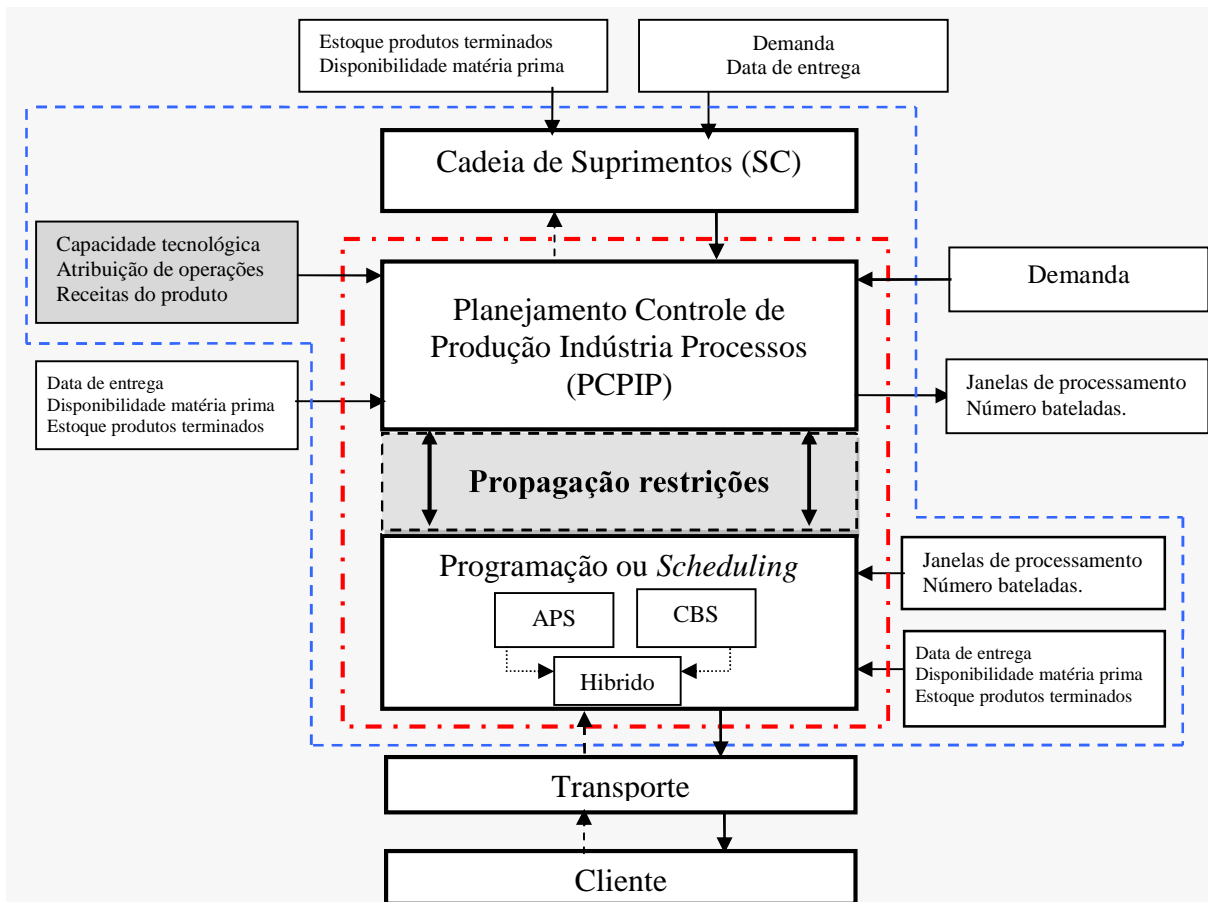 Estoque produtos terminados
Disponibilidade matéria prima
Demanda
Data de entrega
Cadeia de Suprimentos (SC)
Capacidade tecnológica
Atribuição de operações
Receitas do produto
Planejamento Controle de
Produção Indústria Processos
(PCPIP)
Demanda
Data de entrega
Disponibilidade matéria prima
Estoque produtos terminados
Janelas de processamento
Número bateladas.
Propagação restrições
Programação ou Scheduling
APS
CBS
Hibrido
Janelas de processamento
Número bateladas.
Data de entrega
Disponibilidade matéria prima
Estoque produtos terminados
Transporte
Cliente